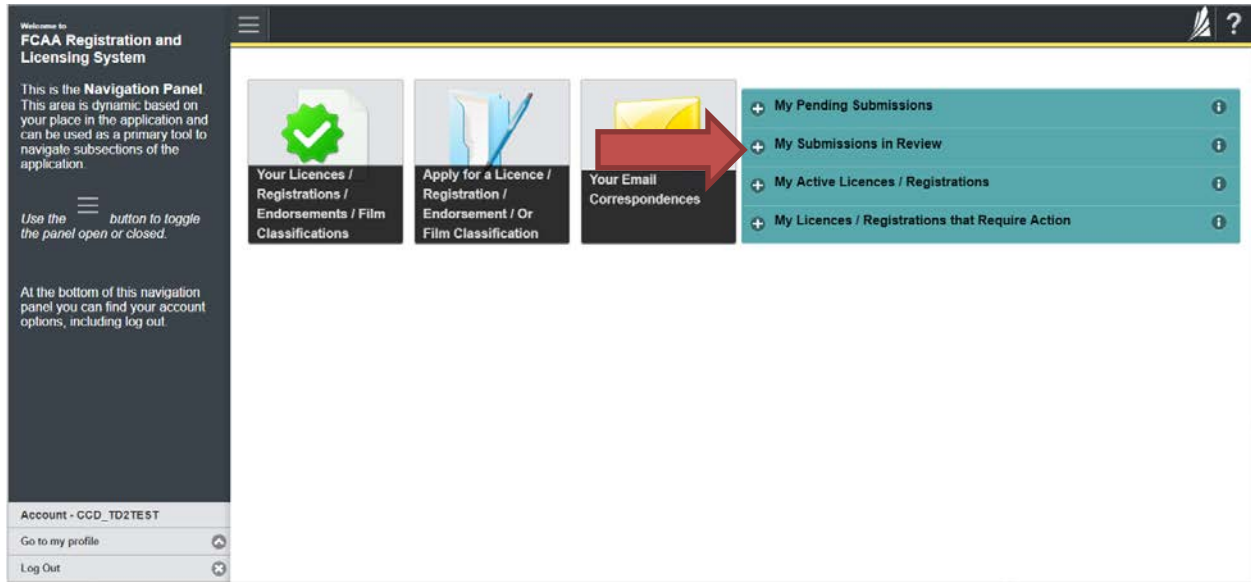 Welcome to
FCAA Registration and
Licensing System
This is the Navigation Panel.
This area is dynamic based on
your place in the application and
can be used as a primary tool to
navigate subsections of the
application.
Use the button to toggle
the panel open or closed.
At the bottom of this navigation
panel you can find your account
options, including log out.
Account - CCD_TD2TEST
Go to my profile
Log Out
?
Your Licences /
Registrations /
Endorsements / Film
Classifications
Apply for a Licence /
Registration /
Endorsement / Or
Film Classification
Your Email
Correspondences
My Pending Submissions
My Submissions in Review
My Active Licences / Registrations
My Licences / Registrations that Require Action